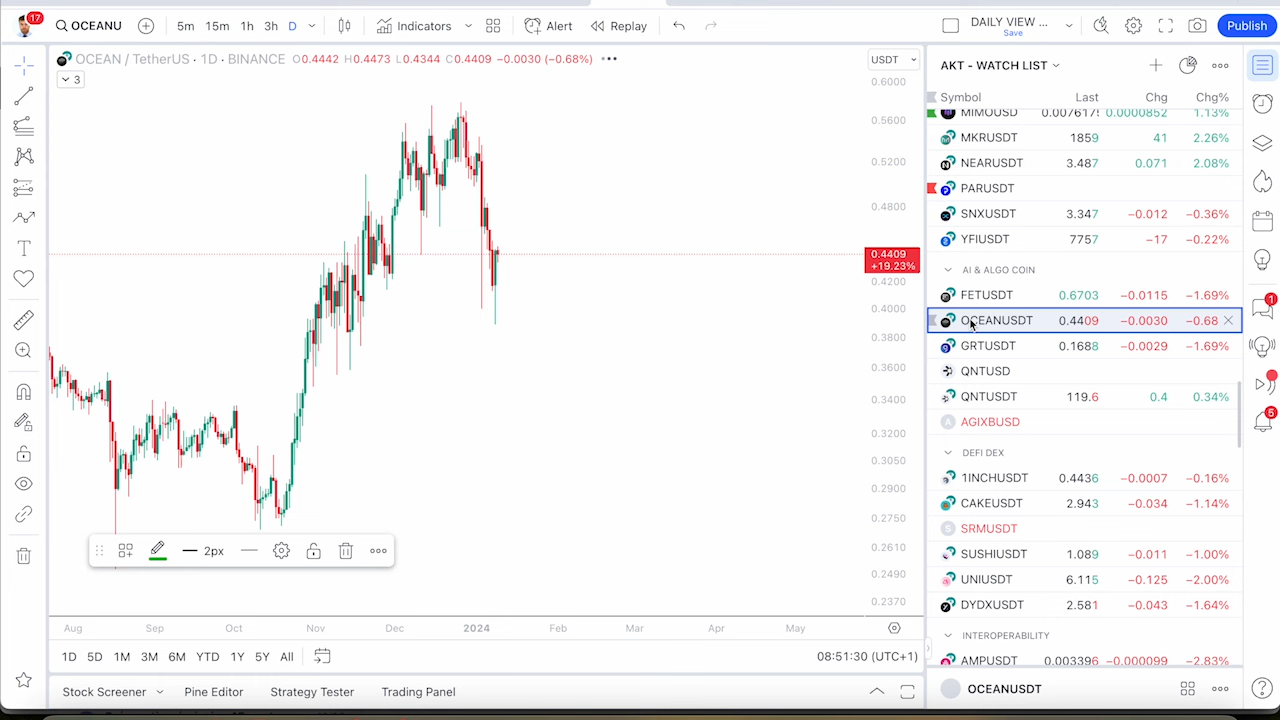 17 OCEANU 5m 15m 1h 3h D Indicators Alert Replay DAILY VIEW ... Save Publish
OCEAN / TetherUS · 1D · BINANCE O0.4442 H0.4473 L0.4344 C0.4409 −0.0030 (−0.68%)
USDT
3
0.6000
0.5600
0.5200
0.4800
0.4409
+19.23%
0.4200
0.4000
0.3800
0.3600
0.3400
0.3200
0.3050
0.2900
0.2750
0.2610
0.2490
0.2370
2px
Aug Sep Oct Nov Dec 2024 Feb Mar Apr May
1D 5D 1M 3M 6M YTD 1Y 5Y All 08:51:30 (UTC+1)
Stock Screener Pine Editor Strategy Tester Trading Panel
AKT - WATCH LIST
Symbol Last Chg Chg%
MIMOUSD 0.0076175 0.0000852 1.13%
MKRUSDT 1859 41 2.26%
NEARUSDT 3.487 0.071 2.08%
PARUSDT
SNXUSDT 3.347 −0.012 −0.36%
YFIUSDT 7757 −17 −0.22%
AI & ALGO COIN
FETUSDT 0.6703 −0.0115 −1.69%
OCEANUSDT 0.4409 −0.0030 −0.68
GRTUSDT 0.1688 −0.0029 −1.69%
QNTUSD
QNTUSDT 119.6 0.4 0.34%
AGIXBUSD
DEFI DEX
1INCHUSDT 0.4436 −0.0007 −0.16%
CAKEUSDT 2.943 −0.034 −1.14%
SRMUSDT
SUSHIUSDT 1.089 −0.011 −1.00%
UNIUSDT 6.115 −0.125 −2.00%
DYDXUSDT 2.581 −0.043 −1.64%
INTEROPERABILITY
AMPUSDT 0.003396 −0.000099 −2.83%
OCEANUSDT
1
5